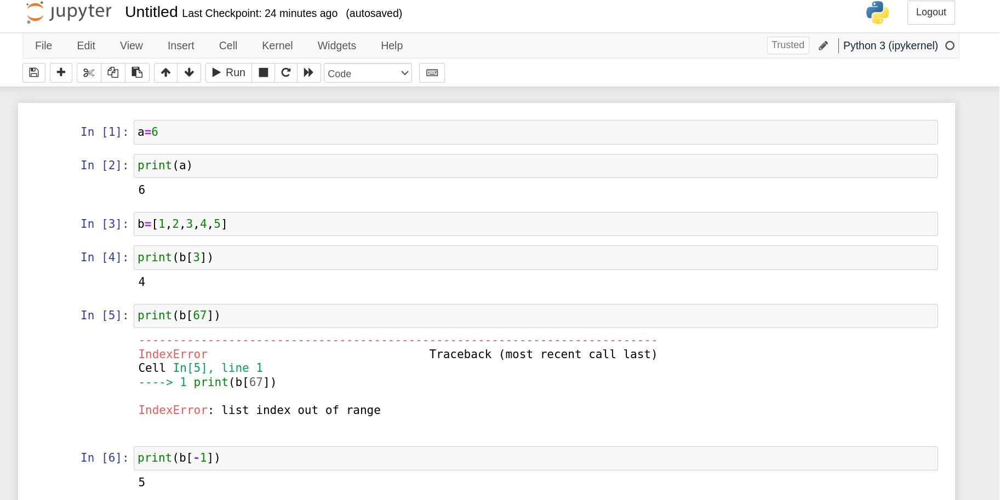 jupyter Untitled Last Checkpoint: 24 minutes ago (autosaved) Logout
File Edit View Insert Cell Kernel Widgets Help Trusted Python 3 (ipykernel)
Run Code
In [1]: a=6
In [2]: print(a)
6
In [3]: b=[1,2,3,4,5]
In [4]: print(b[3])
4
In [5]: print(b[67])
---------------------------------------------------------------------------
IndexError                                Traceback (most recent call last)
Cell In[5], line 1
----> 1 print(b[67])
IndexError: list index out of range
In [6]: print(b[-1])
5